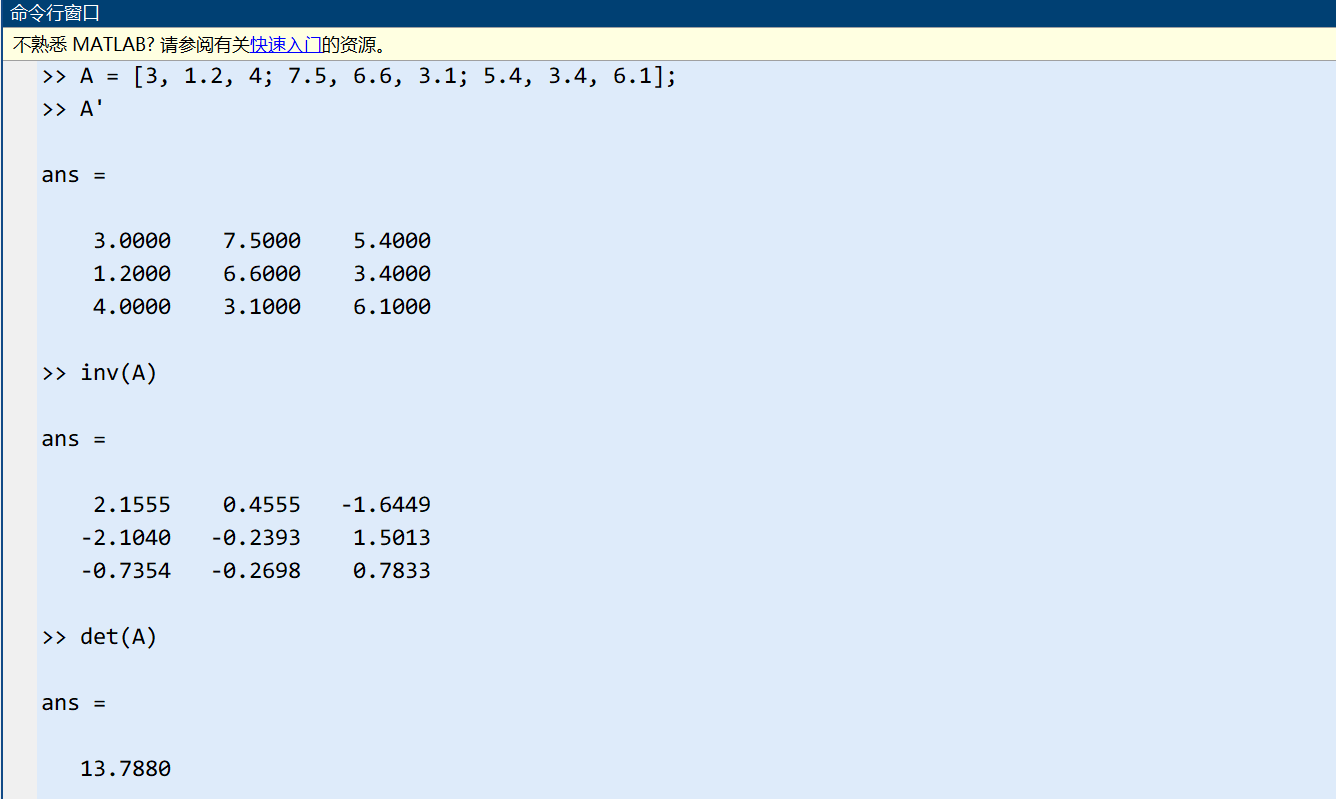 命令行窗口
不熟悉 MATLAB? 请参阅有关快速入门的资源。
>> A = [3, 1.2, 4; 7.5, 6.6, 3.1; 5.4, 3.4, 6.1];
>> A'
ans =
3.0000 7.5000 5.4000
1.2000 6.6000 3.4000
4.0000 3.1000 6.1000
>> inv(A)
ans =
2.1555 0.4555 -1.6449
-2.1040 -0.2393 1.5013
-0.7354 -0.2698 0.7833
>> det(A)
ans =
13.7880